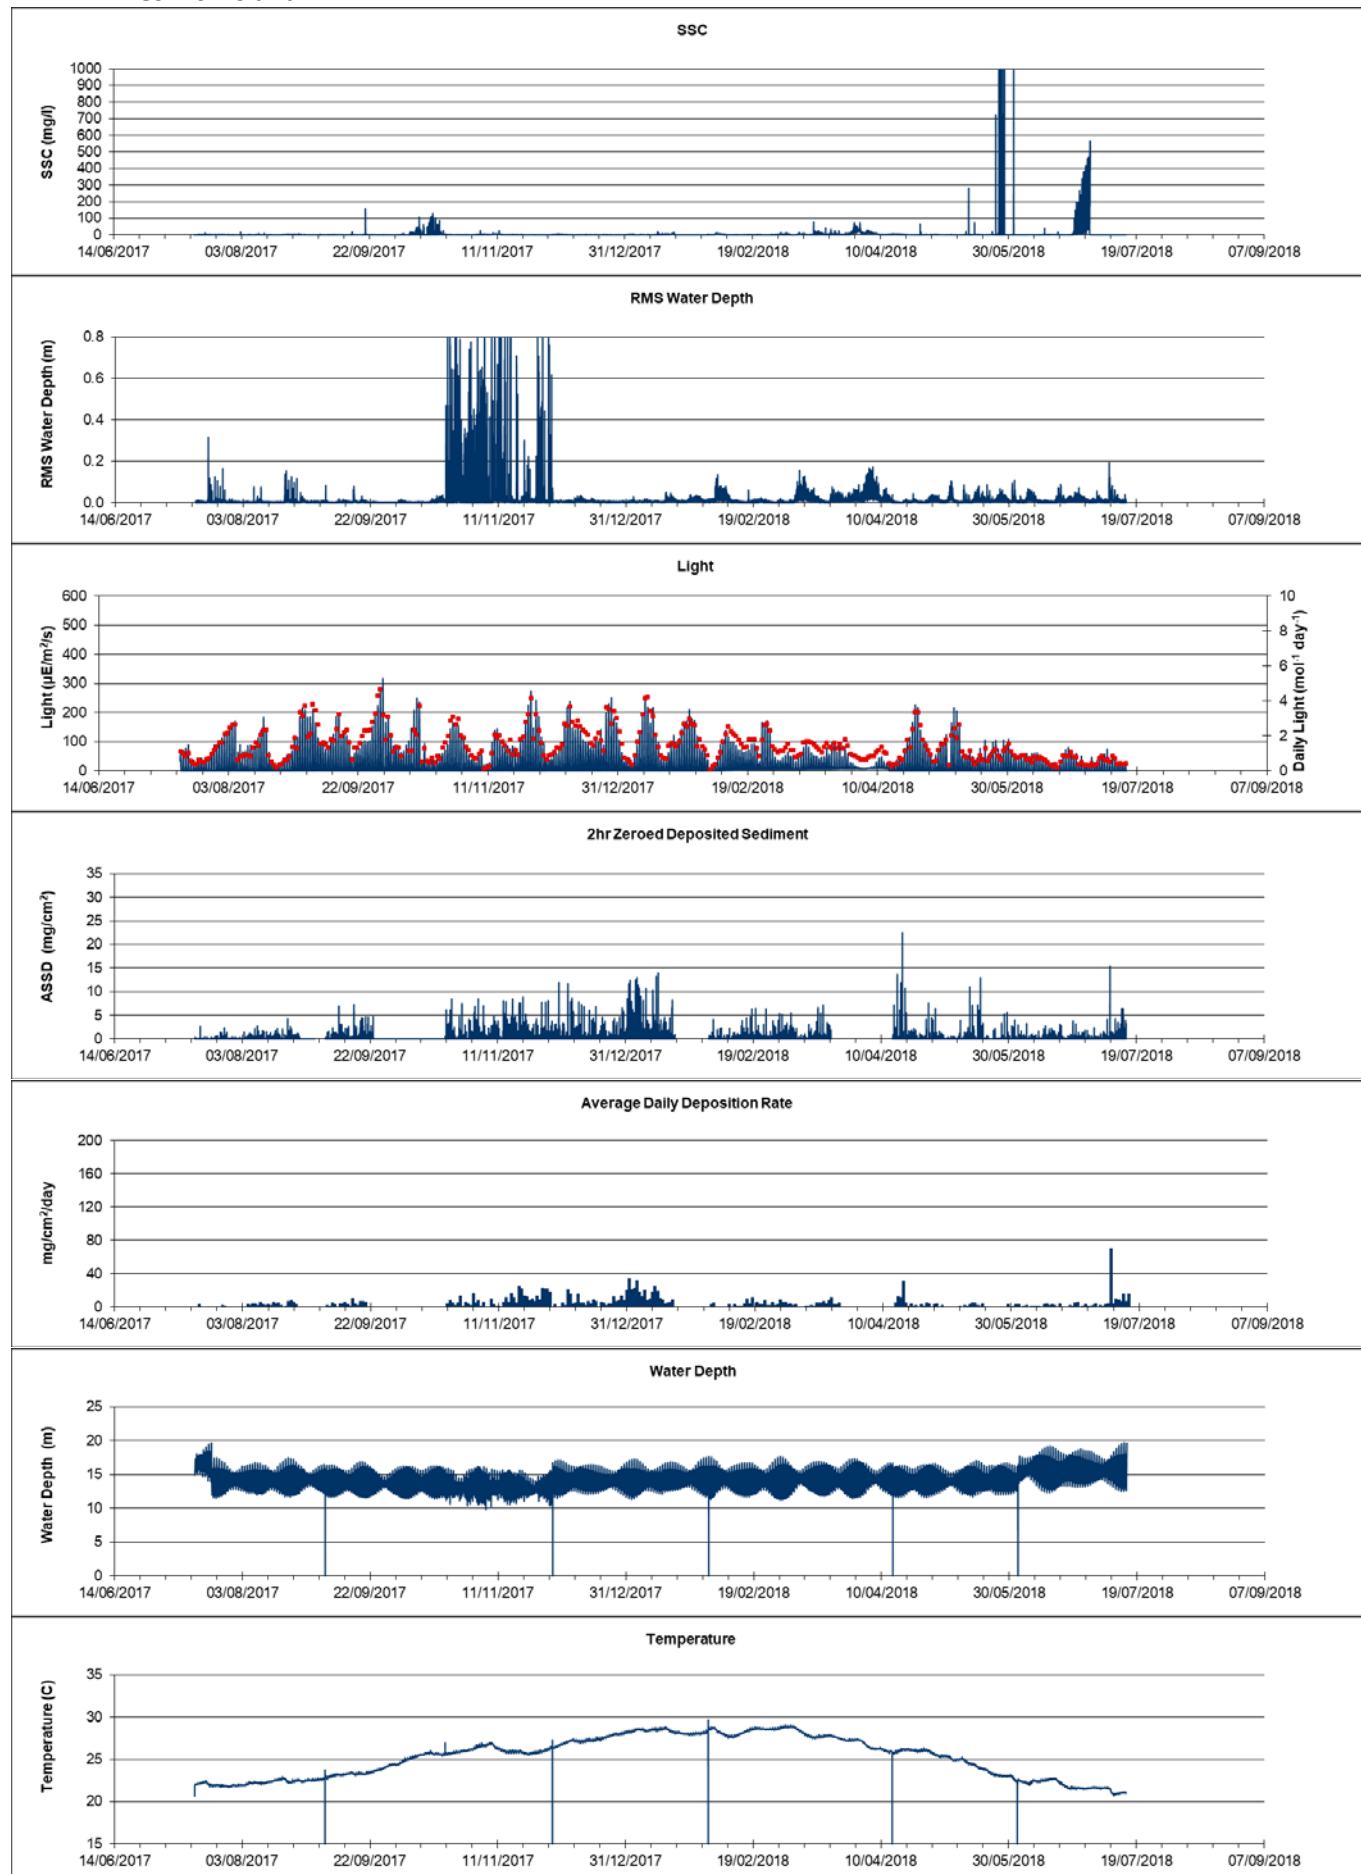 SSC
1000
900
800
700
600
500
400
300
200
100
0
SSC (mg/l)
14/06/2017 03/08/2017 22/09/2017 11/11/2017 31/12/2017 19/02/2018 10/04/2018 30/05/2018 19/07/2018 07/09/2018
RMS Water Depth
0.8
0.6
0.4
0.2
0.0
RMS Water Depth (m)
14/06/2017 03/08/2017 22/09/2017 11/11/2017 31/12/2017 19/02/2018 10/04/2018 30/05/2018 19/07/2018 07/09/2018
Light
600
500
400
300
200
100
0
Light (µE/m²/s)
10
8
6
4
2
0
Daily Light (mol⁻¹ day⁻¹)
14/06/2017 03/08/2017 22/09/2017 11/11/2017 31/12/2017 19/02/2018 10/04/2018 30/05/2018 19/07/2018 07/09/2018
2hr Zeroed Deposited Sediment
35
30
25
20
15
10
5
0
ASSD (mg/cm²)
14/06/2017 03/08/2017 22/09/2017 11/11/2017 31/12/2017 19/02/2018 10/04/2018 30/05/2018 19/07/2018 07/09/2018
Average Daily Deposition Rate
200
160
120
80
40
0
mg/cm²/day
14/06/2017 03/08/2017 22/09/2017 11/11/2017 31/12/2017 19/02/2018 10/04/2018 30/05/2018 19/07/2018 07/09/2018
Water Depth
25
20
15
10
5
0
Water Depth (m)
14/06/2017 03/08/2017 22/09/2017 11/11/2017 31/12/2017 19/02/2018 10/04/2018 30/05/2018 19/07/2018 07/09/2018
Temperature
35
30
25
20
15
Temperature (C)
14/06/2017 03/08/2017 22/09/2017 11/11/2017 31/12/2017 19/02/2018 10/04/2018 30/05/2018 19/07/2018 07/09/2018